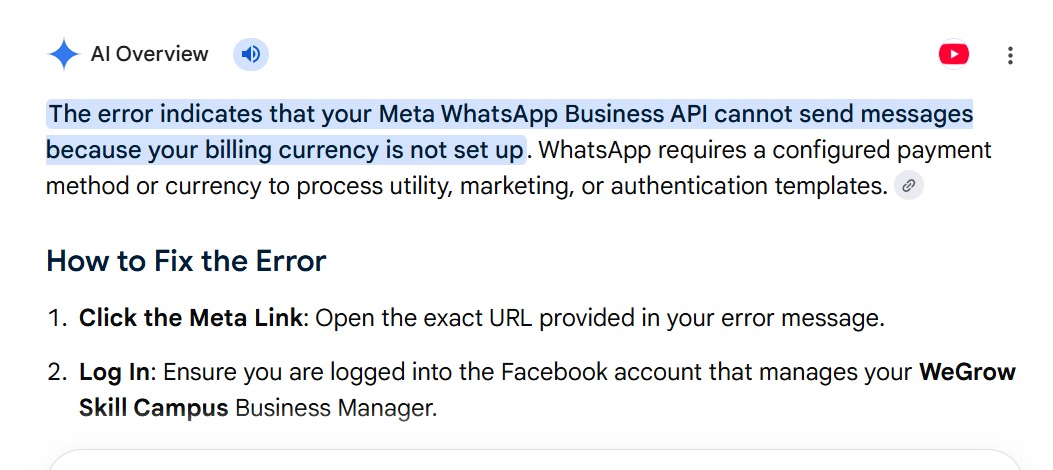 AI Overview
The error indicates that your Meta WhatsApp Business API cannot send messages
because your billing currency is not set up. WhatsApp requires a configured payment
method or currency to process utility, marketing, or authentication templates.
How to Fix the Error
1. Click the Meta Link: Open the exact URL provided in your error message.
2. Log In: Ensure you are logged into the Facebook account that manages your WeGrow
Skill Campus Business Manager.